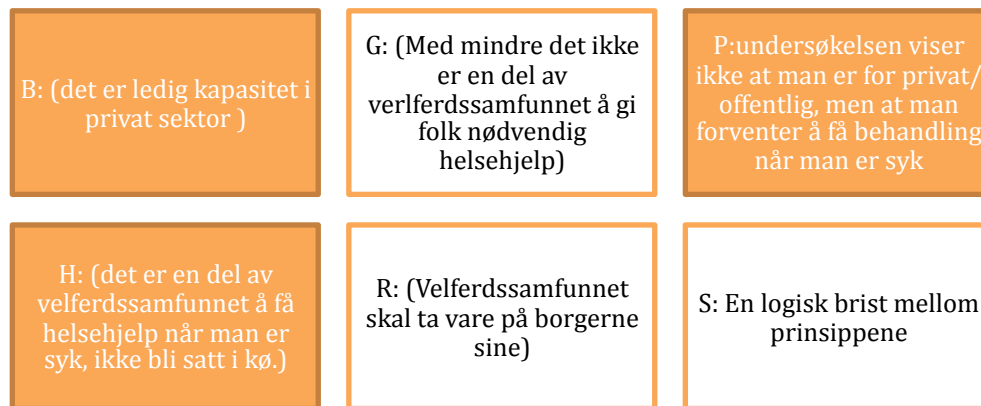 B: (det er ledig kapasitet i
privat sektor )
G: (Med mindre det ikke
er en del av
verlferdssamfunnet å gi
folk nødvendig
helsehjelp)
P:undersøkelsen viser
ikke at man er for privat/
offentlig, men at man
forventer å få behandling
når man er syk
H: (det er en del av
velferdssamfunnet å få
helsehjelp når man er
syk, ikke bli satt i kø.)
R: (Velferdssamfunnet
skal ta vare på borgerne
sine)
S: En logisk brist mellom
prinsippene